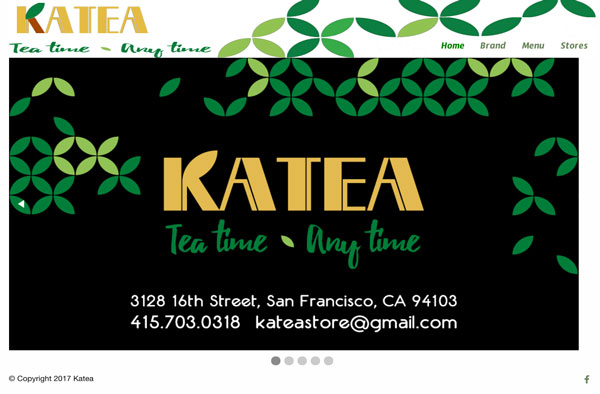 KATEA
Tea time Any time
Home Brand Menu Stores
KATEA
Tea time Any time
3128 16th Street, San Francisco, CA 94103
415.703.0318 kateastore@gmail.com
© Copyright 2017 Katea
f